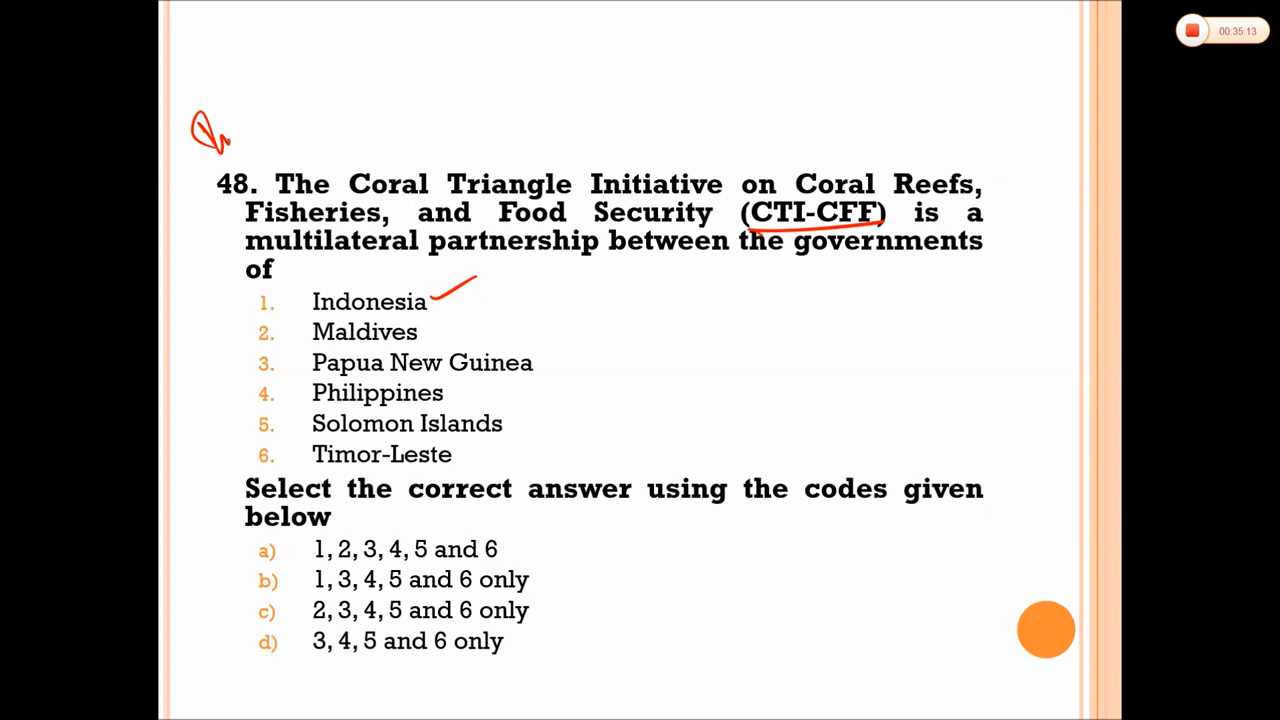 00:35:13
48. The Coral Triangle Initiative on Coral Reefs,
Fisheries, and Food Security (CTI-CFF) is a
multilateral partnership between the governments
of
1. Indonesia
2. Maldives
3. Papua New Guinea
4. Philippines
5. Solomon Islands
6. Timor-Leste
Select the correct answer using the codes given
below
a) 1, 2, 3, 4, 5 and 6
b) 1, 3, 4, 5 and 6 only
c) 2, 3, 4, 5 and 6 only
d) 3, 4, 5 and 6 only